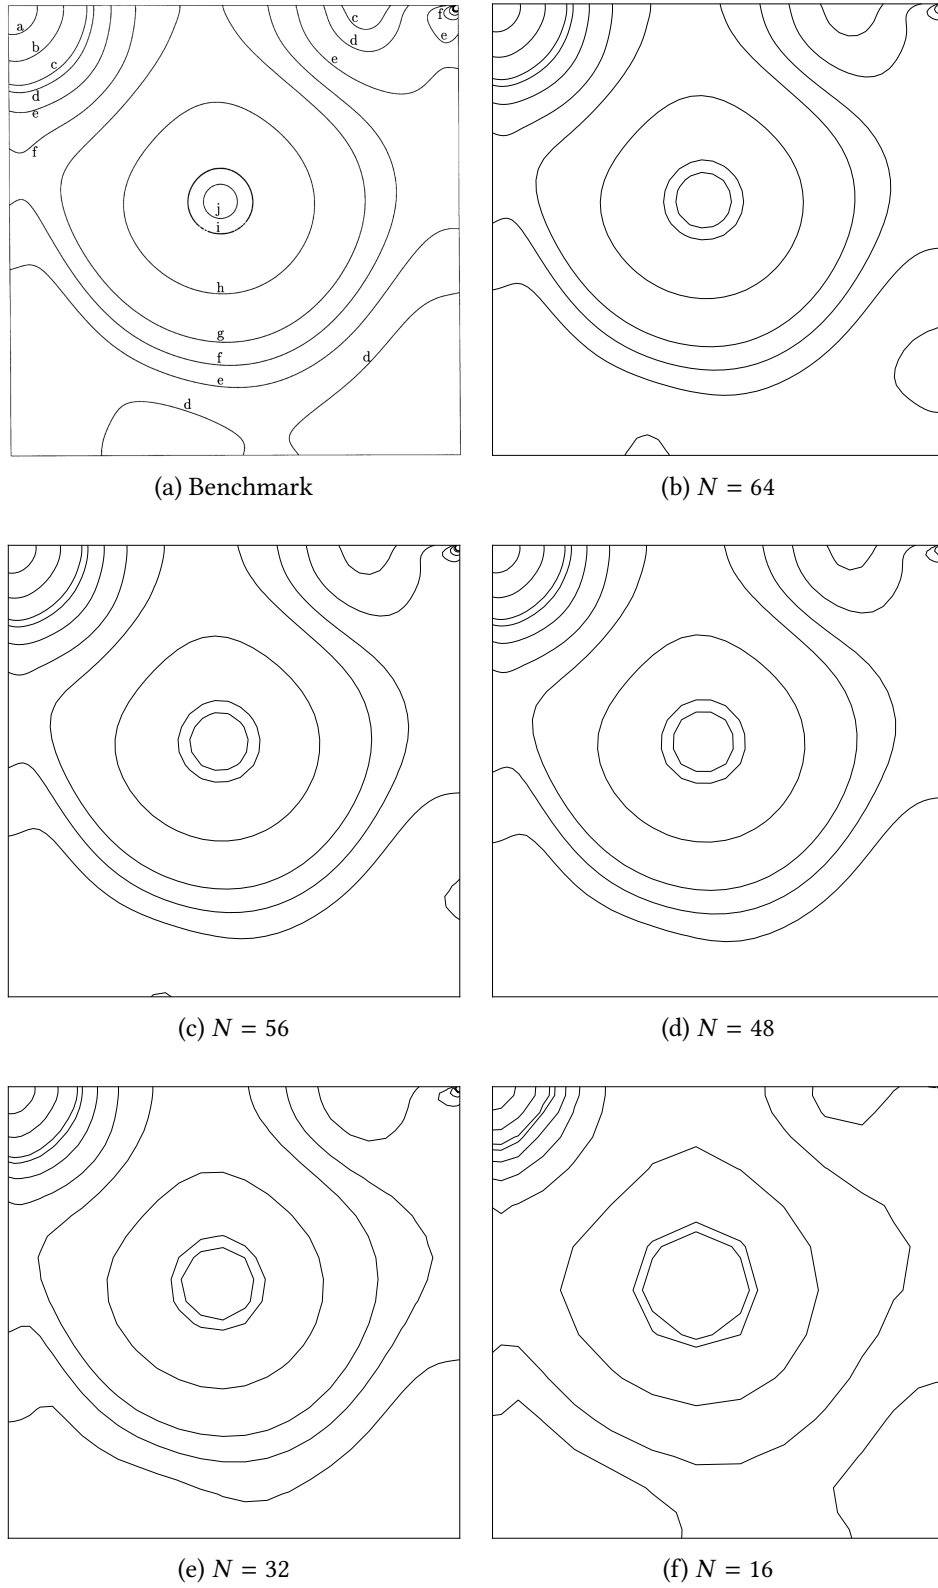 a
b
c
d
e
f
c
d
e
f
e
j
i
h
g
f
e
d
d
(a) Benchmark
(b) N = 64
(c) N = 56
(d) N = 48
(e) N = 32
(f) N = 16